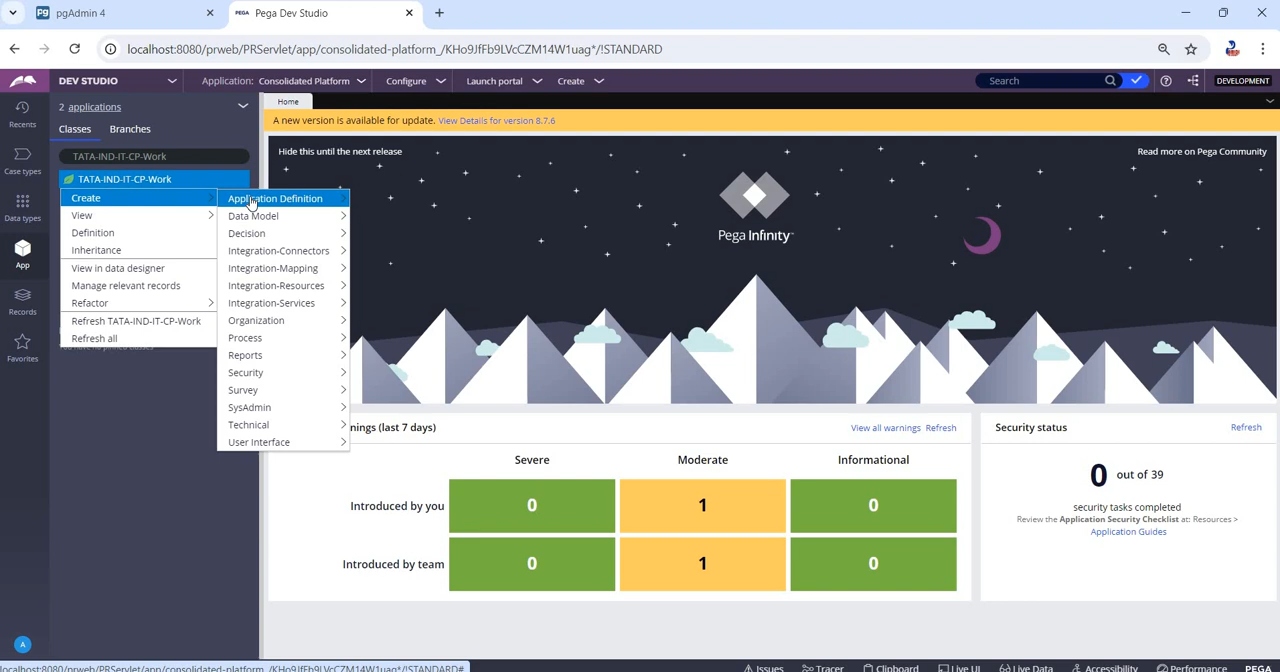 pgAdmin 4
PEGA Pega Dev Studio
localhost:8080/prweb/PRServlet/app/consolidated-platform_/KHo9JfFb9LVcCZM14W1uag*/!STANDARD
DEV STUDIO
Application: Consolidated Platform
Configure
Launch portal
Create
Search
DEVELOPMENT
Recents
Case types
Data types
App
Records
Favorites
A
2 applications
Classes
Branches
TATA-IND-IT-CP-Work
TATA-IND-IT-CP-Work
Create
View
Definition
Inheritance
View in data designer
Manage relevant records
Refactor
Refresh TATA-IND-IT-CP-Work
Refresh all
Application Definition
Data Model
Decision
Integration-Connectors
Integration-Mapping
Integration-Resources
Integration-Services
Organization
Process
Reports
Security
Survey
SysAdmin
Technical
User Interface
Home
A new version is available for update. View Details for version 8.7.6
Hide this until the next release
Read more on Pega Community
Pega Infinity
nings (last 7 days)
View all warnings
Refresh
Severe
Moderate
Informational
Introduced by you
0
1
0
Introduced by team
0
1
0
Security status
Refresh
0 out of 39
security tasks completed
Review the Application Security Checklist at: Resources >
Application Guides
localhost:8080/prweb/PRServlet/app/consolidated-platform_/KHo9JfFb9LVcCZM14W1uag*/!STANDARD#
Issues
Tracer
Clipboard
Live UI
Live Data
Accessibility
Performance
PEGA